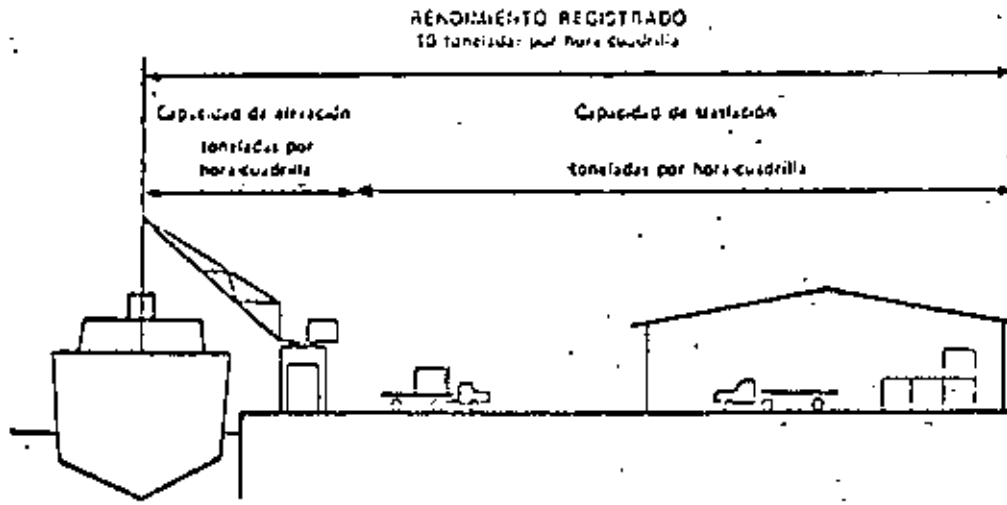 RENDIMIENTO REGISTRADO
10 toneladas por hora-cuadrilla
Capacidad de
Capacidad de traslación
toneladas por
hora-cuadrilla
toneladas por hora-cuadrilla